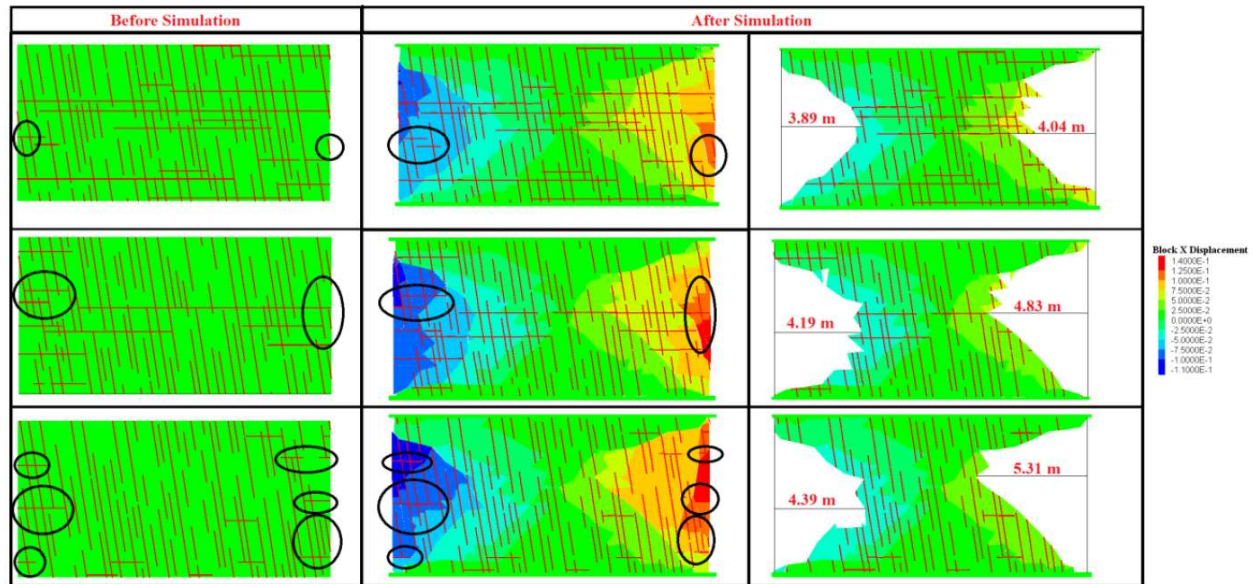 Before Simulation
After Simulation
3.89 m
4.04 m
4.19 m
4.83 m
4.39 m
5.31 m
Block X Displacement
1.4000E-1
1.2500E-1
1.0000E-1
7.5000E-2
5.0000E-2
2.5000E-2
0.0000E+0
-2.5000E-2
-5.0000E-2
-7.5000E-2
-1.0000E-1
-1.1000E-1